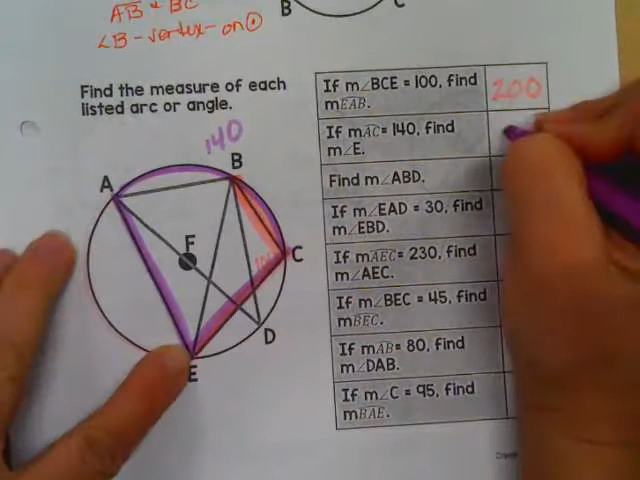 AB + BC
∠B - vertex - on ⊙
B
C
Find the measure of each
listed arc or angle.
140
A
B
F
C
D
E
If m∠BCE = 100, find
mEAB.
200
If mAC = 140, find
m∠E.
Find m∠ABD.
If m∠EAD = 30, find
m∠EBD.
If mAEC = 230, find
m∠AEC.
If m∠BEC = 45, find
mBEC.
If mAB = 80, find
m∠DAB.
If m∠C = 95, find
mBAE.